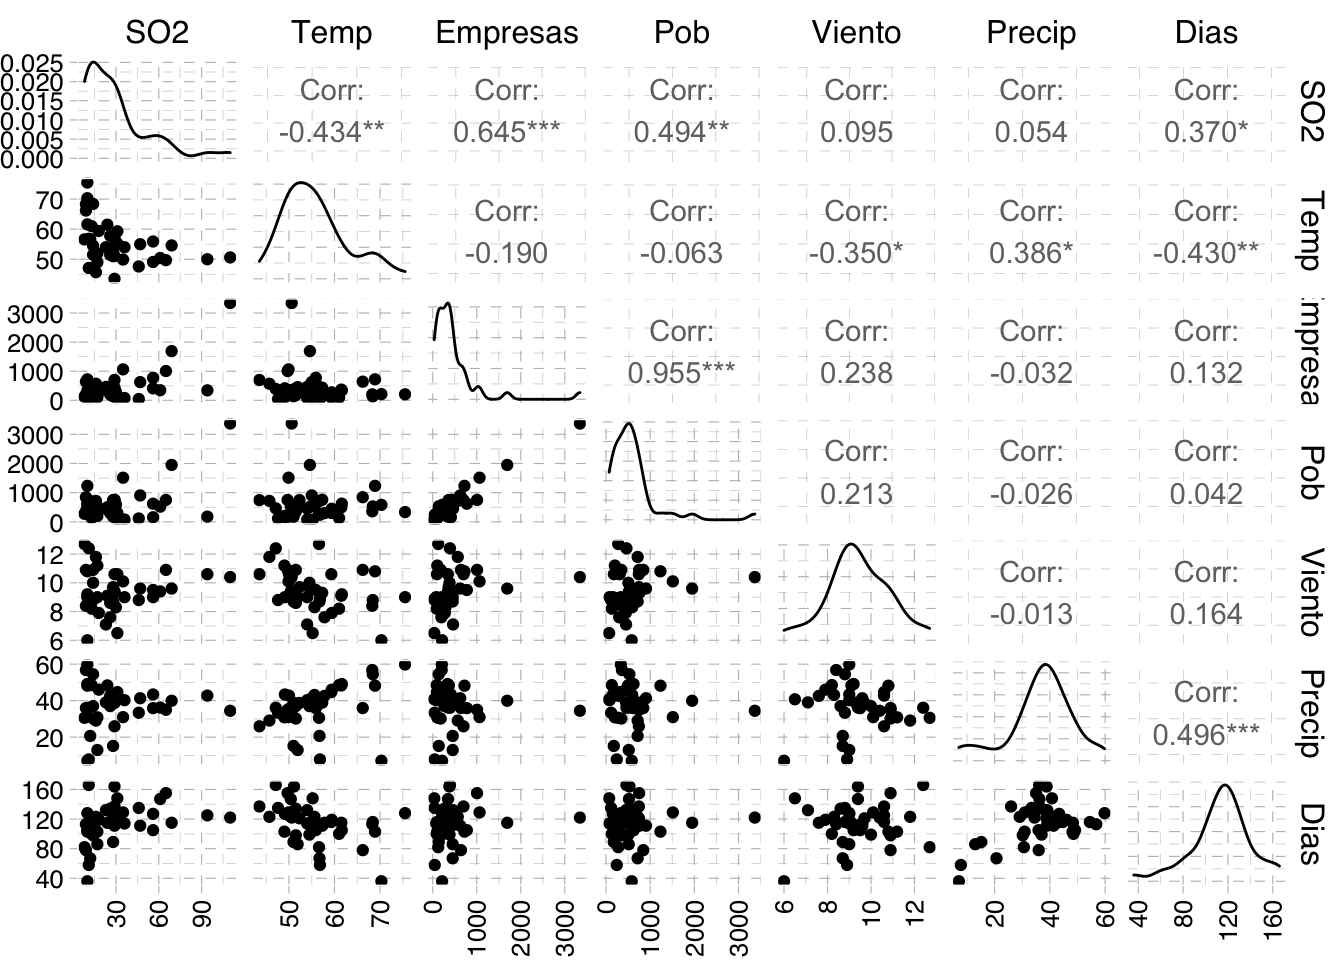 SO2 Temp Empresas Pob Viento Precip Dias
0.025
0.020
0.015
0.010
0.005
0.000
Corr: Corr: Corr: Corr: Corr: Corr:
-0.434** 0.645*** 0.494** 0.095 0.054 0.370*
SO2
70
60
50
Corr: Corr: Corr: Corr: Corr:
-0.190 -0.063 -0.350* 0.386* -0.430**
Temp
3000
2000
1000
0
Corr: Corr: Corr: Corr:
0.955*** 0.238 -0.032 0.132
mpresa
3000
2000
1000
0
Corr: Corr: Corr:
0.213 -0.026 0.042
Pob
12
10
8
6
Corr: Corr:
-0.013 0.164
Viento
60
40
20
Corr:
0.496***
Precip
160
120
80
40
Dias
30 60 90 50 60 70 0 1000 2000 3000 0 1000 2000 3000 6 8 10 12 20 40 60 40 80 120 160